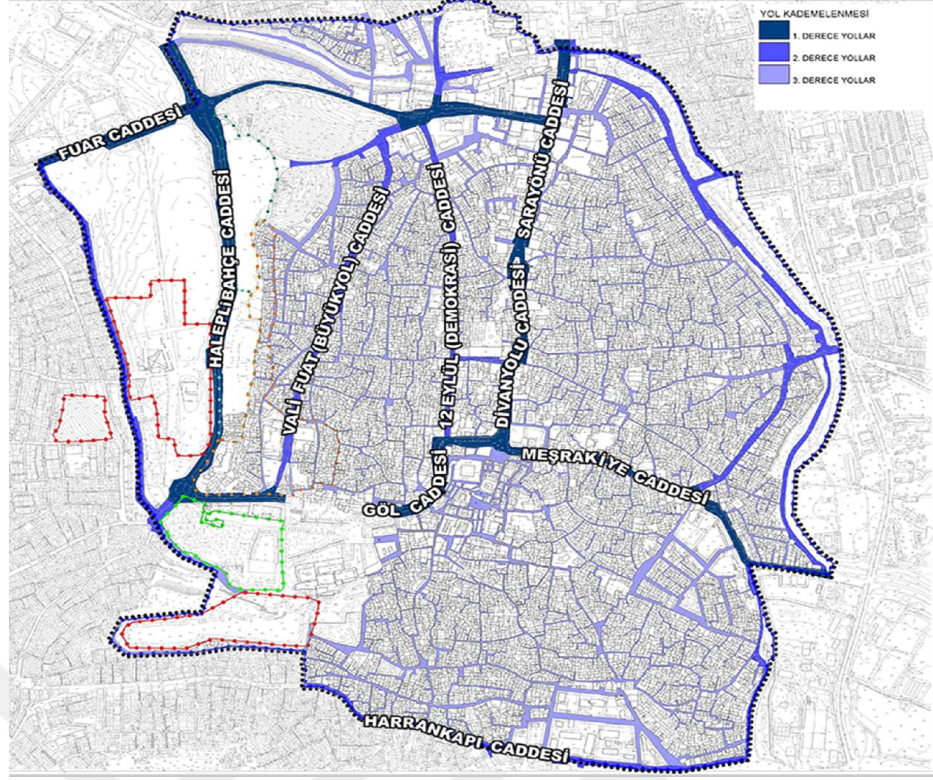 YOL KADEMELENMESİ
1. DERECE YOLLAR
2. DERECE YOLLAR
3. DERECE YOLLAR
FUAR CADDESİ
HALEPLİBAHÇE CADDESİ
VALİ FUAT (BÜYÜKYOL) CADDESİ
12 EYLÜL (DEMOKRASİ) CADDESİ
SARAYÖNÜ CADDESİ
DİVANYOLU CADDESİ
MEŞRAKİYE CADDESİ
GÖL CADDESİ
HARRANKAPI CADDESİ